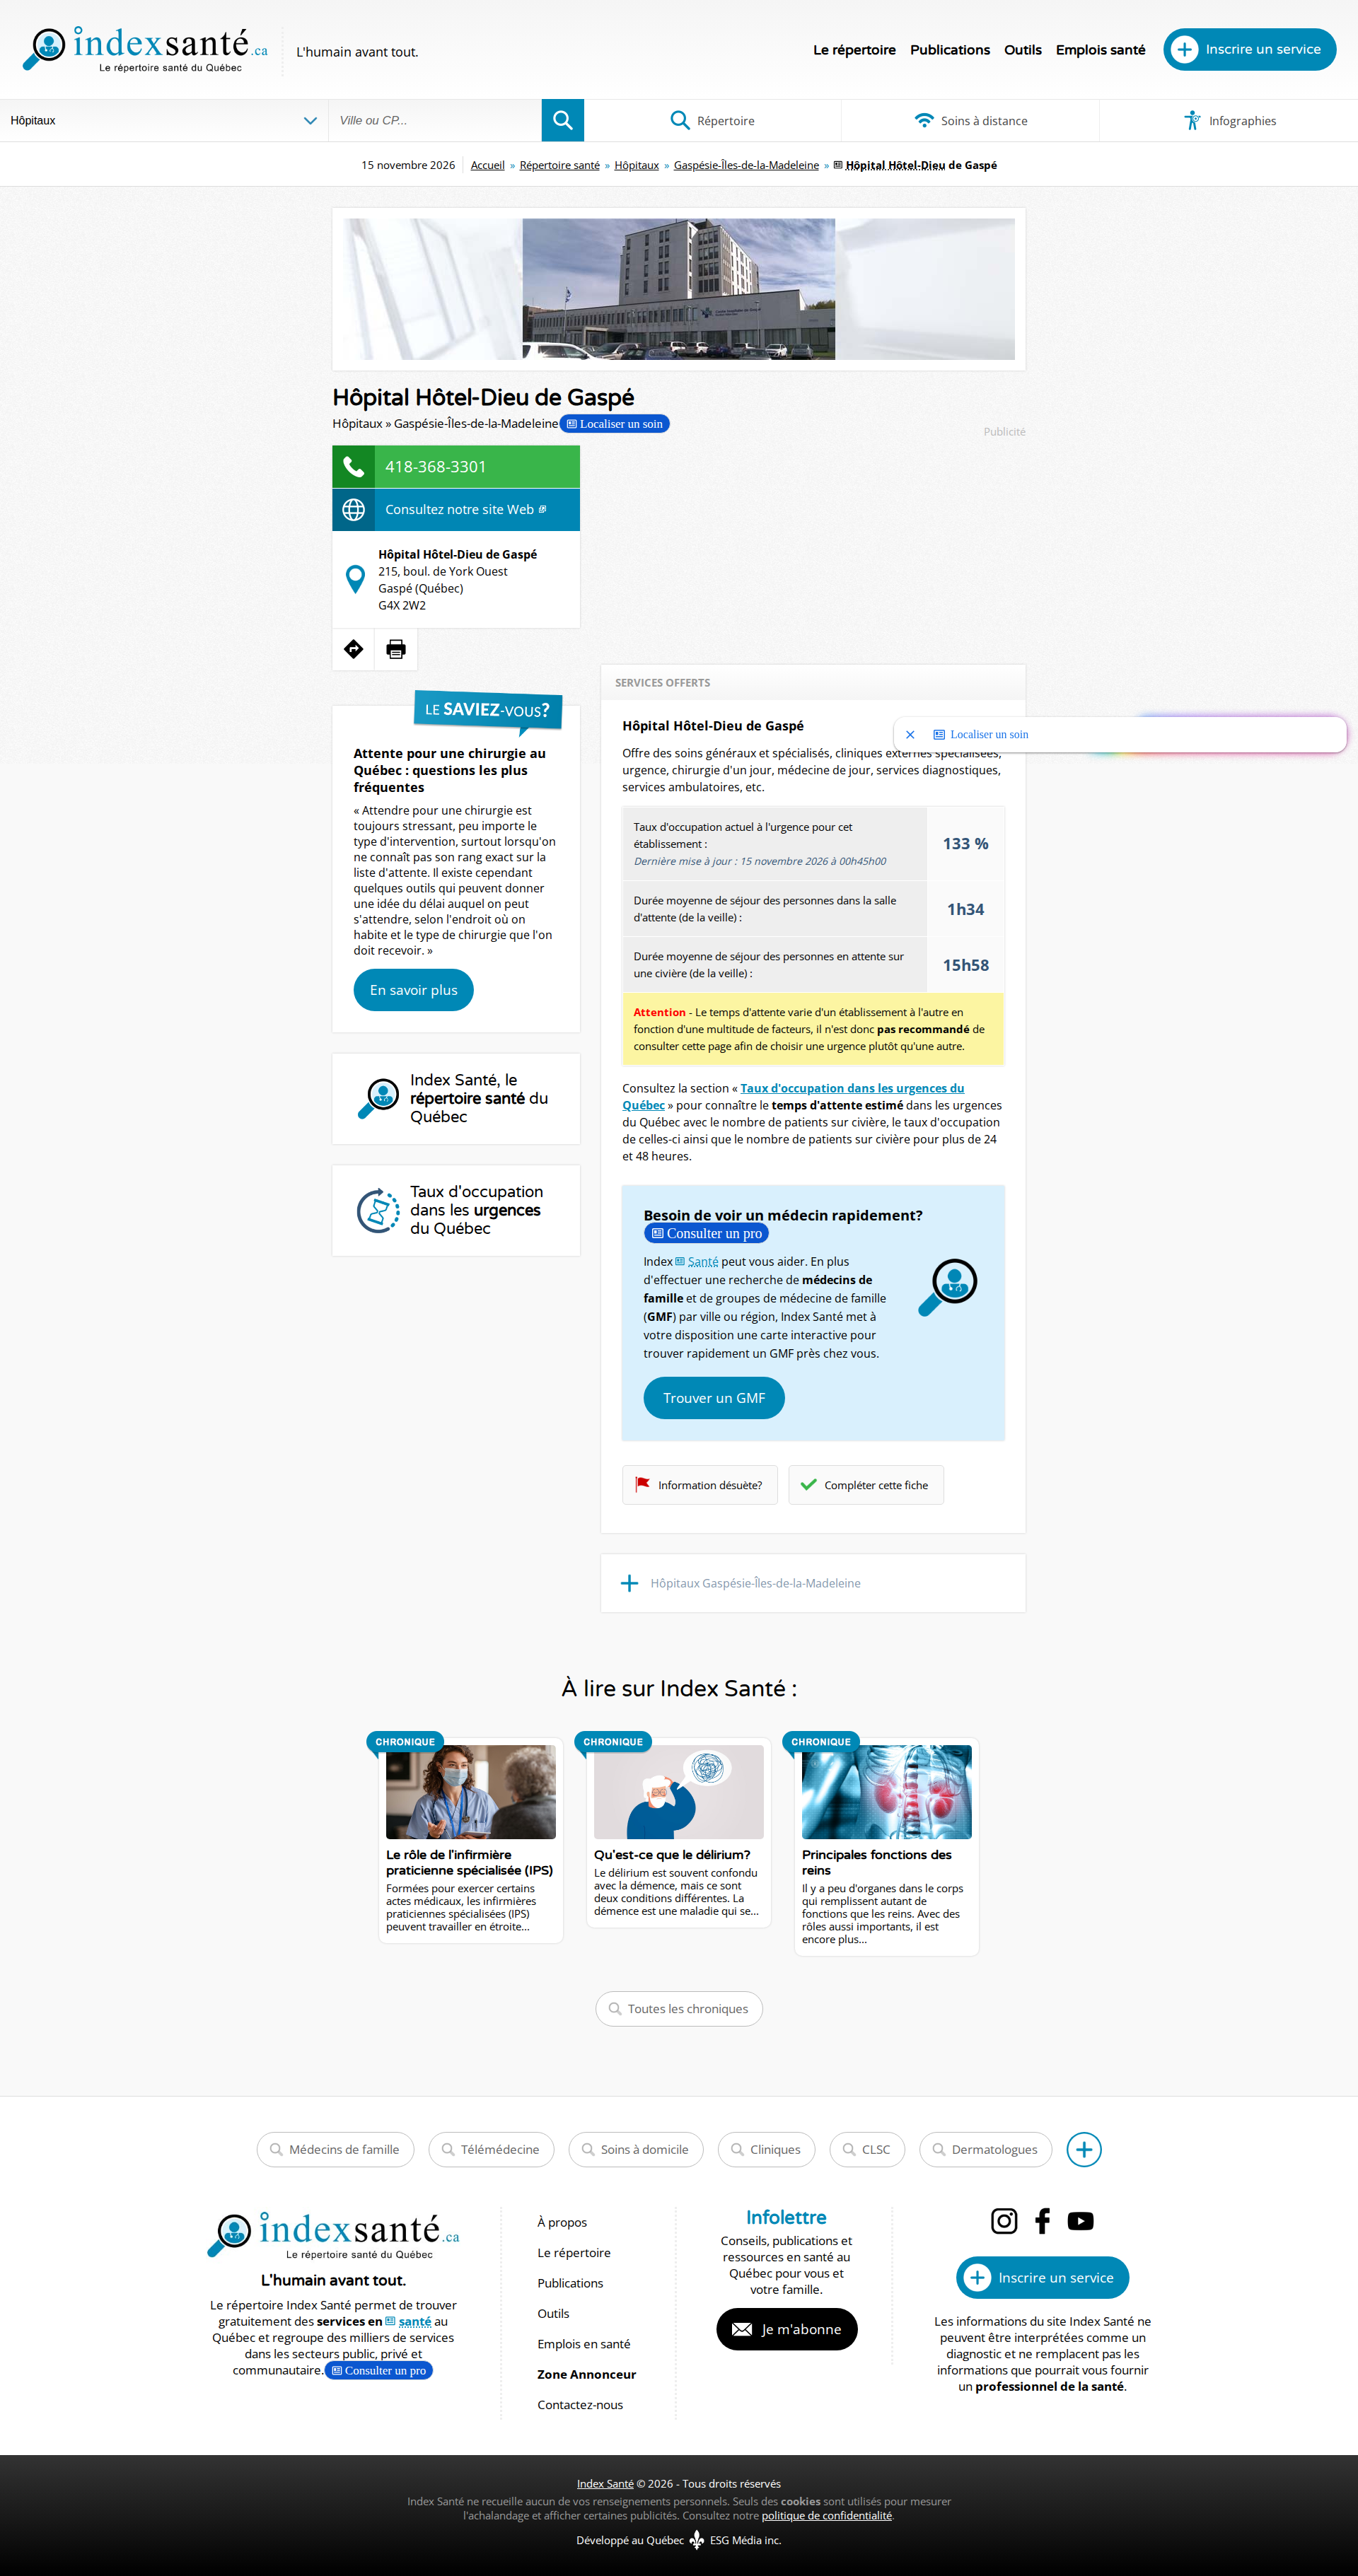 indexsanté.ca
Le répertoire santé du Québec
L'humain avant tout.
Le répertoire
Publications
Outils
Emplois santé
Inscrire un service
Hôpitaux
Ville ou CP...
Répertoire
Soins à distance
Infographies
15 novembre 2026
Accueil » Répertoire santé » Hôpitaux » Gaspésie-Îles-de-la-Madeleine » Hôpital Hôtel-Dieu de Gaspé
Hôpital Hôtel-Dieu de Gaspé
Hôpitaux » Gaspésie-Îles-de-la-Madeleine Localiser un soin
Publicité
418-368-3301
Consultez notre site Web
Hôpital Hôtel-Dieu de Gaspé
215, boul. de York Ouest
Gaspé (Québec)
G4X 2W2
LE SAVIEZ-VOUS?
Attente pour une chirurgie au
Québec : questions les plus
fréquentes
« Attendre pour une chirurgie est
toujours stressant, peu importe le
type d'intervention, surtout lorsqu'on
ne connaît pas son rang exact sur la
liste d'attente. Il existe cependant
quelques outils qui peuvent donner
une idée du délai auquel on peut
s'attendre, selon l'endroit où on
habite et le type de chirurgie que l'on
doit recevoir. »
En savoir plus
Index Santé, le
répertoire santé du
Québec
Taux d'occupation
dans les urgences
du Québec
SERVICES OFFERTS
Hôpital Hôtel-Dieu de Gaspé
Localiser un soin
Offre des soins généraux et spécialisés, cliniques externes spécialisées,
urgence, chirurgie d'un jour, médecine de jour, services diagnostiques,
services ambulatoires, etc.
Taux d'occupation actuel à l'urgence pour cet
établissement :
Dernière mise à jour : 15 novembre 2026 à 00h45h00
133 %
Durée moyenne de séjour des personnes dans la salle
d'attente (de la veille) :
1h34
Durée moyenne de séjour des personnes en attente sur
une civière (de la veille) :
15h58
Attention - Le temps d'attente varie d'un établissement à l'autre en
fonction d'une multitude de facteurs, il n'est donc pas recommandé de
consulter cette page afin de choisir une urgence plutôt qu'une autre.
Consultez la section « Taux d'occupation dans les urgences du
Québec » pour connaître le temps d'attente estimé dans les urgences
du Québec avec le nombre de patients sur civière, le taux d'occupation
de celles-ci ainsi que le nombre de patients sur civière pour plus de 24
et 48 heures.
Besoin de voir un médecin rapidement?
Consulter un pro
Index Santé peut vous aider. En plus
d'effectuer une recherche de médecins de
famille et de groupes de médecine de famille
(GMF) par ville ou région, Index Santé met à
votre disposition une carte interactive pour
trouver rapidement un GMF près chez vous.
Trouver un GMF
Information désuète?
Compléter cette fiche
Hôpitaux Gaspésie-Îles-de-la-Madeleine
À lire sur Index Santé :
CHRONIQUE
Le rôle de l'infirmière
praticienne spécialisée (IPS)
Formées pour exercer certains
actes médicaux, les infirmières
praticiennes spécialisées (IPS)
peuvent travailler en étroite...
CHRONIQUE
Qu'est-ce que le délirium?
Le délirium est souvent confondu
avec la démence, mais ce sont
deux conditions différentes. La
démence est une maladie qui se...
CHRONIQUE
Principales fonctions des
reins
Il y a peu d'organes dans le corps
qui remplissent autant de
fonctions que les reins. Avec des
rôles aussi importants, il est
encore plus...
Toutes les chroniques
Médecins de famille
Télémédecine
Soins à domicile
Cliniques
CLSC
Dermatologues
indexsanté.ca
Le répertoire santé du Québec
L'humain avant tout.
Le répertoire Index Santé permet de trouver
gratuitement des services en santé au
Québec et regroupe des milliers de services
dans les secteurs public, privé et
communautaire. Consulter un pro
À propos
Le répertoire
Publications
Outils
Emplois en santé
Zone Annonceur
Contactez-nous
Infolettre
Conseils, publications et
ressources en santé au
Québec pour vous et
votre famille.
Je m'abonne
Inscrire un service
Les informations du site Index Santé ne
peuvent être interprétées comme un
diagnostic et ne remplacent pas les
informations que pourrait vous fournir
un professionnel de la santé.
Index Santé © 2026 - Tous droits réservés
Index Santé ne recueille aucun de vos renseignements personnels. Seuls des cookies sont utilisés pour mesurer
l'achalandage et afficher certaines publicités. Consultez notre politique de confidentialité.
Développé au Québec ESG Média inc.